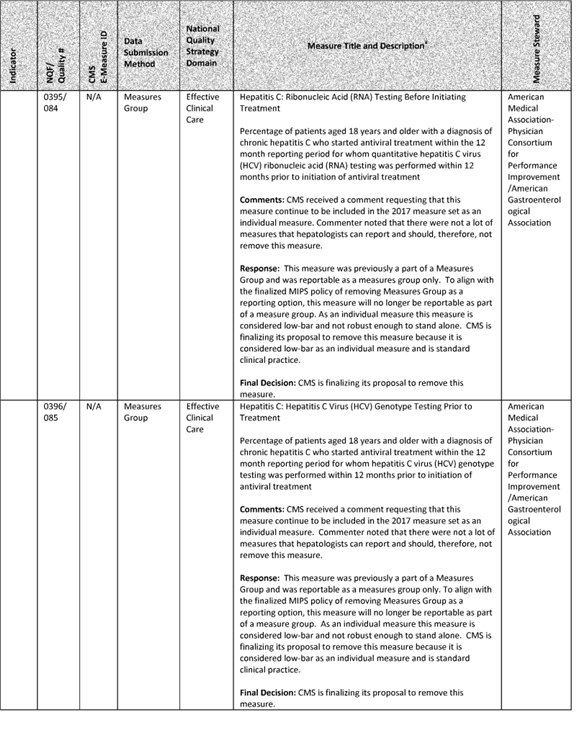 Indicator
NQF/
Quality #
CMS
E-Measure ID
Data
Submission
Method
National
Quality
Strategy
Domain
Measure Title and Description¥
Measure Steward
0395/
084
N/A
Measures
Group
Effective
Clinical
Care
Hepatitis C: Ribonucleic Acid (RNA) Testing Before Initiating
Treatment
Percentage of patients aged 18 years and older with a diagnosis of
chronic hepatitis C who started antiviral treatment within the 12
month reporting period for whom quantitative hepatitis C virus
(HCV) ribonucleic acid (RNA) testing was performed within 12
months prior to initiation of antiviral treatment
Comments: CMS received a comment requesting that this
measure continue to be included in the 2017 measure set as an
individual measure. Commenter noted that there were not a lot of
measures that hepatologists can report and should, therefore, not
remove this measure.
Response: This measure was previously a part of a Measures
Group and was reportable as a measures group only. To align with
the finalized MIPS policy of removing Measures Group as a
reporting option, this measure will no longer be reportable as part
of a measure group. As an individual measure this measure is
considered low-bar and not robust enough to stand alone. CMS is
finalizing its proposal to remove this measure because it is
considered low-bar as an individual measure and is standard
clinical practice.
Final Decision: CMS is finalizing its proposal to remove this
measure.
American
Medical
Association-
Physician
Consortium
for
Performance
Improvement
/American
Gastroenterol
ogical
Association
0396/
085
N/A
Measures
Group
Effective
Clinical
Care
Hepatitis C: Hepatitis C Virus (HCV) Genotype Testing Prior to
Treatment
Percentage of patients aged 18 years and older with a diagnosis of
chronic hepatitis C who started antiviral treatment within the 12
month reporting period for whom hepatitis C virus (HCV) genotype
testing was performed within 12 months prior to initiation of
antiviral treatment
Comments: CMS received a comment requesting that this
measure continue to be included in the 2017 measure set as an
individual measure. Commenter noted that there were not a lot of
measures that hepatologists can report and should, therefore, not
remove this measure.
Response: This measure was previously a part of a Measures
Group and was reportable as a measures group only. To align with
the finalized MIPS policy of removing Measures Group as a
reporting option, this measure will no longer be reportable as part
of a measure group. As an individual measure this measure is
considered low-bar and not robust enough to stand alone. CMS is
finalizing its proposal to remove this measure because it is
considered low-bar as an individual measure and is standard
clinical practice.
Final Decision: CMS is finalizing its proposal to remove this
measure.
American
Medical
Association-
Physician
Consortium
for
Performance
Improvement
/American
Gastroenterol
ogical
Association